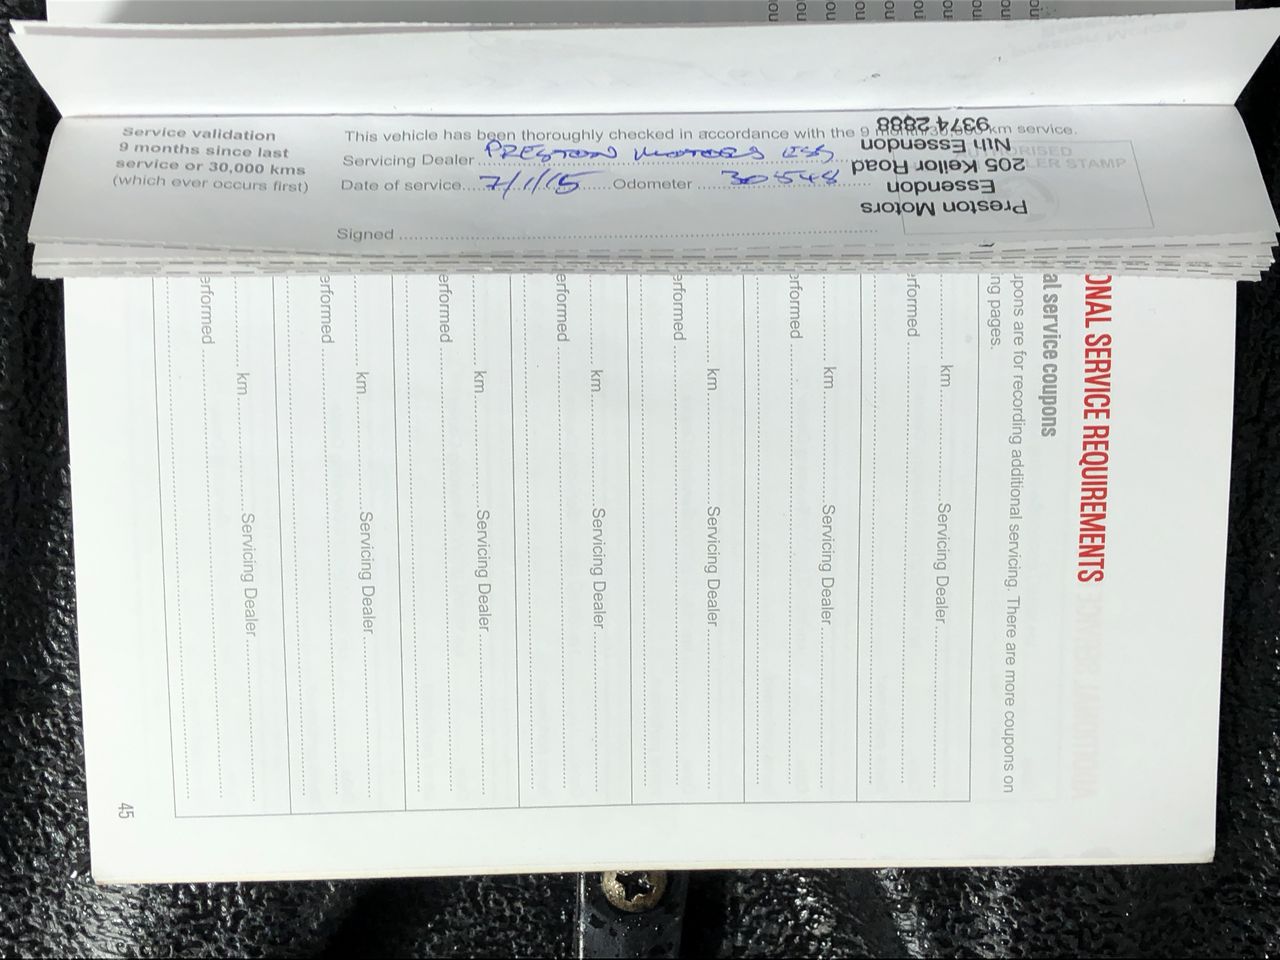 Service validation
9 months since last
service or 30,000 kms
(which ever occurs first)
This vehicle has been thoroughly checked in accordance with the 9 month/30,000 km service.
Servicing Dealer PRESTON MOTORS ESS
Date of service 7/1/15 Odometer 30548
Signed
Preston Motors
Essendon
205 Keilor Road
Nth Essendon
9374 2888
ORISED
LER STAMP
ONAL SERVICE REQUIREMENTS
al service coupons
upons are for recording additional servicing. There are more coupons on
ng pages.
km Servicing Dealer
erformed
km Servicing Dealer
erformed
km Servicing Dealer
erformed
km Servicing Dealer
erformed
km Servicing Dealer
erformed
km Servicing Dealer
erformed
km Servicing Dealer
erformed
45